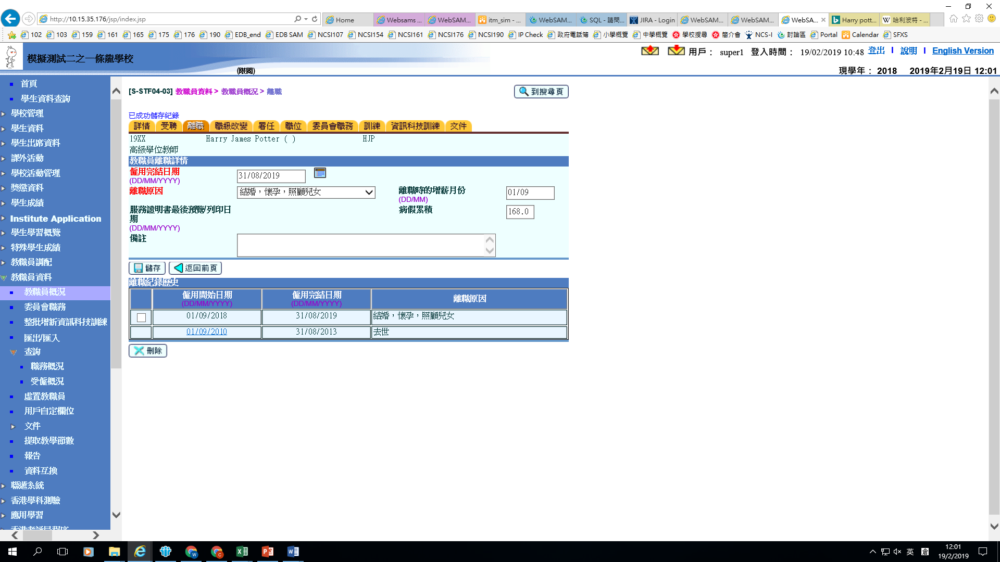 http://10.15.35.176/jsp/index.jsp
Home
Websams ...
WebSAM...
itm_sim - ...
WebSAM...
SQL - 請問...
JIRA - Login
WebSAM...
WebSAM...
WebSA...
Harry pott...
哈利波特 - ...
102 103 159 161 165 175 176 190 EDB_end EDB SAM NCSI107 NCSI154 NCSI161 NCSI176 NCSI190 IP Check 政府電話簿 小學概覽 中學概覽 學校搜尋 簡介會 NCS-I 討論區 Portal Calendar SFXS
模擬測試二之一條龍學校
(限閱)
用戶： super1 登入時間： 19/02/2019 10:48 登出 | 說明 | English Version
現學年： 2018 2019年2月19日 12:01
首頁
學生資料查詢
學校管理
學生資料
學生出席資料
課外活動
學校活動管理
獎懲資料
學生成績
Institute Application
學生學習概覽
特殊學生成績
教職員調配
教職員資料
教職員概況
委員會職務
整批增新資訊科技訓練
匯出/匯入
查詢
職務概況
受僱概況
虛置教職員
用戶自定欄位
文件
提取教學節數
報告
資料互換
聯遞系統
香港學科測驗
應用學習
香港考評局程序
[S-STF04-03] 教職員資料 > 教職員概況 > 離職
到搜尋頁
已成功儲存紀錄
詳情 受聘 離職 職級改變 署任 職位 委員會職務 訓練 資訊科技訓練 文件
19XX Harry James Potter ( ) HJP
高級學位教師
教職員離職詳情
僱用完結日期
(DD/MM/YYYY)
31/08/2019
離職原因
結婚，懷孕，照顧兒女
離職時的增薪月份
(DD/MM)
01/09
服務證明書最後預覽/列印日
期
(DD/MM/YYYY)
病假累積
168.0
備註
儲存 返回前頁
離職紀錄歷史
僱用開始日期
(DD/MM/YYYY)
僱用完結日期
(DD/MM/YYYY)
離職原因
01/09/2018 31/08/2019 結婚，懷孕，照顧兒女
01/09/2010 31/08/2013 去世
刪除
英
倉
12:01
19/2/2019